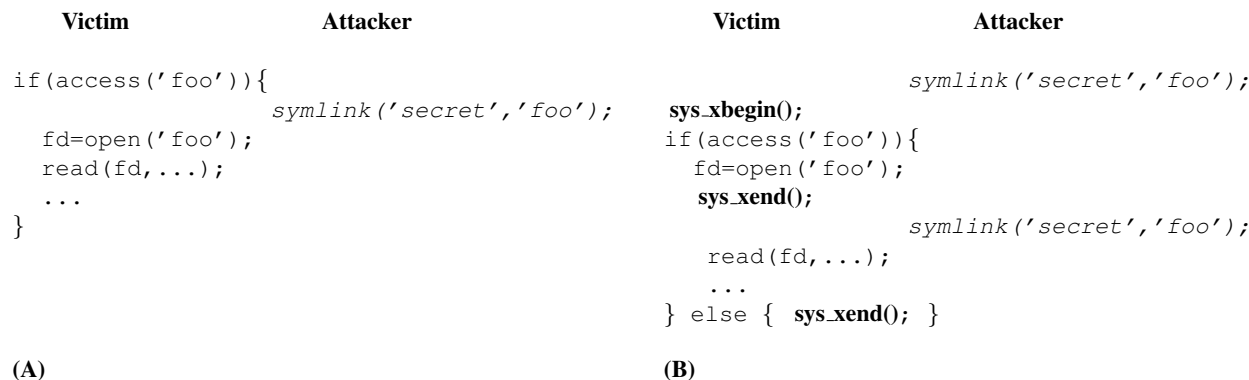 Victim Attacker
if(access('foo')){
symlink('secret','foo');
fd=open('foo');
read(fd,...);
...
}
(A)
Victim Attacker
symlink('secret','foo');
sys_xbegin();
if(access('foo')){
fd=open('foo');
sys_xend();
symlink('secret','foo');
read(fd,...);
...
} else { sys_xend(); }
(B)